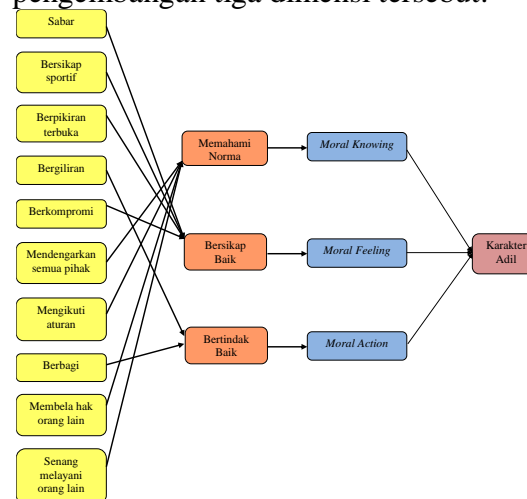 pengembangan tiga dimensi tersebut.
Sabar
Bersikap
sportif
Berpikiran
terbuka
Bergiliran
Berkompromi
Mendengarkan
semua pihak
Mengikuti
aturan
Berbagi
Membela hak
orang lain
Senang
melayani
orang lain
Memahami
Norma
Bersikap
Baik
Bertindak
Baik
Moral Knowing
Moral Feeling
Moral Action
Karakter
Adil